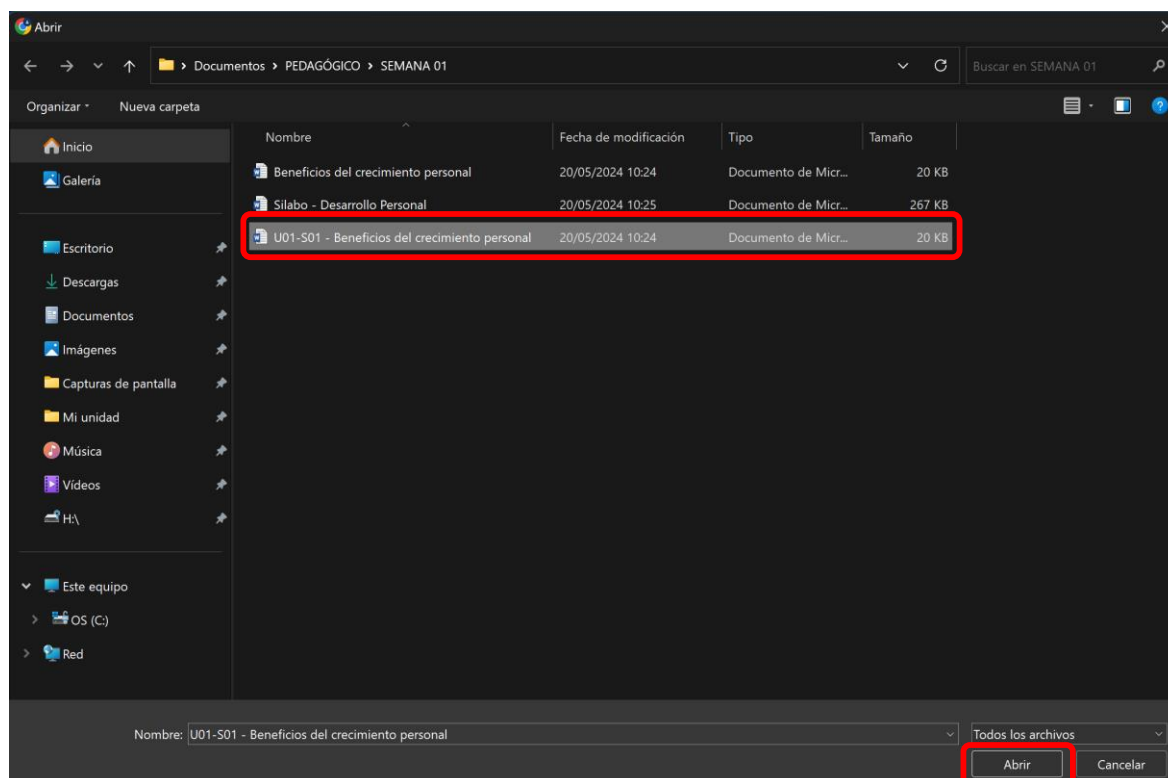 Abrir
Documentos > PEDAGÓGICO > SEMANA 01
Buscar en SEMANA 01
Organizar
Nueva carpeta
Nombre
Fecha de modificación
Tipo
Tamaño
Inicio
Galería
Escritorio
Descargas
Documentos
Imágenes
Capturas de pantalla
Mi unidad
Música
Vídeos
H:\
Este equipo
OS (C:)
Red
Beneficios del crecimiento personal 20/05/2024 10:24 Documento de Micr... 20 KB
Silabo - Desarrollo Personal 20/05/2024 10:25 Documento de Micr... 267 KB
U01-S01 - Beneficios del crecimiento personal 20/05/2024 10:24 Documento de Micr... 20 KB
Nombre: U01-S01 - Beneficios del crecimiento personal
Todos los archivos
Abrir
Cancelar